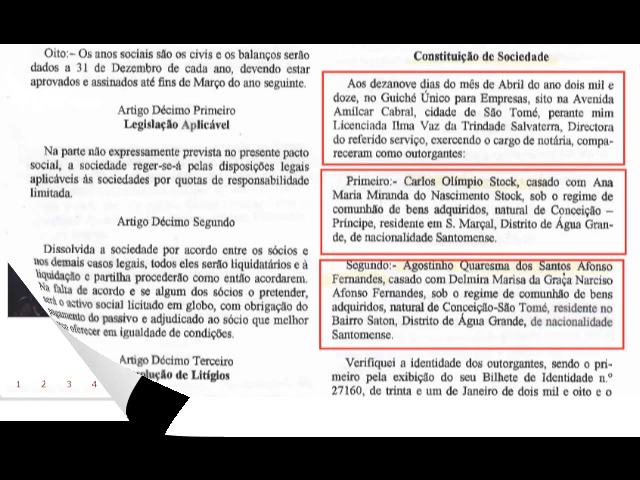 Oito:– Os anos sociais são os civis e os balanços serão
dados a 31 de Dezembro de cada ano, devendo estar
aprovados e assinados até fins de Março do ano seguinte.
Artigo Décimo Primeiro
Legislação Aplicável
Na parte não expressamente prevista no presente pacto
social, a sociedade reger-se-á pelas disposições legais
aplicáveis ás sociedades por quotas de responsabilidade
limitada.
Artigo Décimo Segundo
Dissolvida a sociedade por acordo entre os sócios e
nos demais casos legais, todos eles serão liquidatários e à
liquidação e partilha procederão como então acordarem.
Na falta de acordo e se algum dos sócios o pretender,
será o activo social licitado em globo, com obrigação do
pagamento do passivo e adjudicado ao sócio que melhor
oferecer em igualdade de condições.
Artigo Décimo Terceiro
de Litígios
1 2 3 4
Constituição de Sociedade
Aos dezanove dias do mês de Abril do ano dois mil e
doze, no Guiché Único para Empresas, sito na Avenida
Amílcar Cabral, cidade de São Tomé, perante mim
Licenciada Ilma Vaz da Trindade Salvaterra, Directora
do referido serviço, exercendo o cargo de notária, compa-
receram como outorgantes:
Primeiro:- Carlos Olímpio Stock, casado com Ana
Maria Miranda do Nascimento Stock, sob o regime de
comunhão de bens adquiridos, natural de Conceição –
Príncipe, residente em S. Marçal, Distrito de Água Gran-
de, de nacionalidade Santomense.
Segundo:- Agostinho Quaresma dos Santos Afonso
Fernandes, casado com Delmira Marisa da Graça Narciso
Afonso Fernandes, sob o regime de comunhão de bens
adquiridos, natural de Conceição-São Tomé, residente no
Bairro Saton, Distrito de Água Grande, de nacionalidade
Santomense.
Verifiquei a identidade dos outorgantes, sendo o pri-
meiro pela exibição do seu Bilhete de Identidade n.º
27160, de trinta e um de Janeiro de dois mil e oito e o